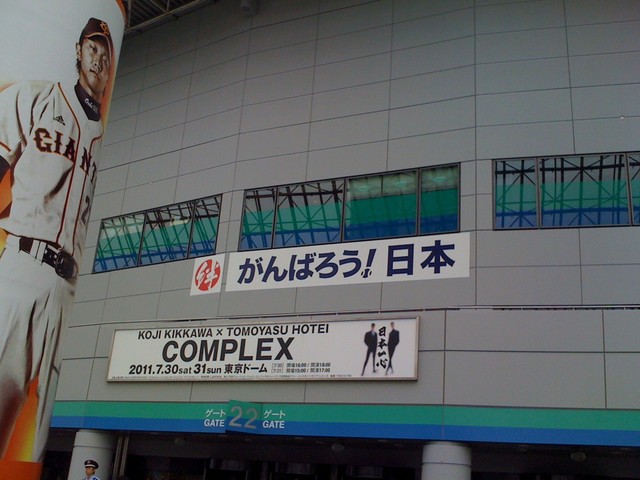 GIANTS
絆 がんばろう!日本
KOJI KIKKAWA × TOMOYASU HOTEI
COMPLEX
2011.7.30sat 31sun 東京ドーム
日本一心
ゲート 22 ゲート
GATE GATE